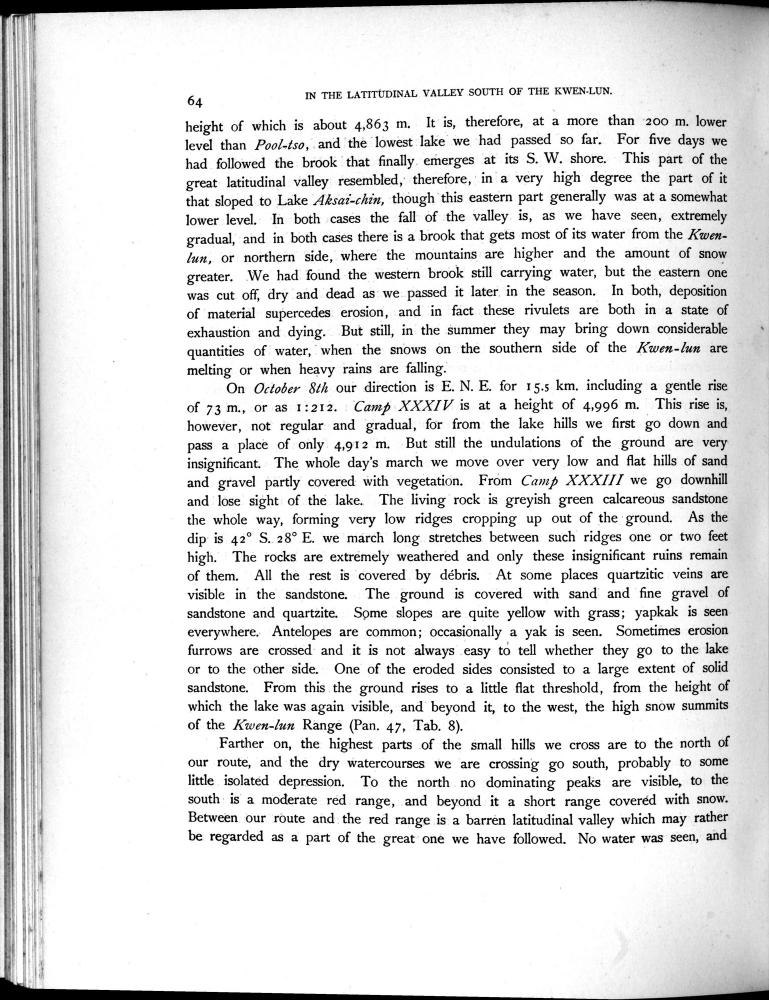 64
IN THE LATITUDINAL VALLEY SOUTH OF THE KWEN-LUN.
height of which is about 4,863 m. It is, therefore, at a more than 200 m. lower
level than Pool-tso, and the lowest lake we had passed so far. For five days we
had followed the brook that finally emerges at its S. W. shore. This part of the
great latitudinal valley resembled, therefore, in a very high degree the part of it
that sloped to Lake Aksai-chin, though this eastern part generally was at a somewhat
lower level. In both cases the fall of the valley is, as we have seen, extremely
gradual, and in both cases there is a brook that gets most of its water from the Kwen-
lun, or northern side, where the mountains are higher and the amount of snow
greater. We had found the western brook still carrying water, but the eastern one
was cut off, dry and dead as we passed it later in the season. In both, deposition
of material supercedes erosion, and in fact these rivulets are both in a state of
exhaustion and dying. But still, in the summer they may bring down considerable
quantities of water, when the snows on the southern side of the Kwen-lun are
melting or when heavy rains are falling.
On October 8th our direction is E. N. E. for 15.5 km. including a gentle rise
of 73 m., or as 1:212. Camp XXXIV is at a height of 4,996 m. This rise is,
however, not regular and gradual, for from the lake hills we first go down and
pass a place of only 4,912 m. But still the undulations of the ground are very
insignificant. The whole day's march we move over very low and flat hills of sand
and gravel partly covered with vegetation. From Camp XXXIII we go downhill
and lose sight of the lake. The living rock is greyish green calcareous sandstone
the whole way, forming very low ridges cropping up out of the ground. As the
dip is 42° S. 28° E. we march long stretches between such ridges one or two feet
high. The rocks are extremely weathered and only these insignificant ruins remain
of them. All the rest is covered by débris. At some places quartzitic veins are
visible in the sandstone. The ground is covered with sand and fine gravel of
sandstone and quartzite. Some slopes are quite yellow with grass; yapkak is seen
everywhere. Antelopes are common; occasionally a yak is seen. Sometimes erosion
furrows are crossed and it is not always easy to tell whether they go to the lake
or to the other side. One of the eroded sides consisted to a large extent of solid
sandstone. From this the ground rises to a little flat threshold, from the height of
which the lake was again visible, and beyond it, to the west, the high snow summits
of the Kwen-lun Range (Pan. 47, Tab. 8).
Farther on, the highest parts of the small hills we cross are to the north of
our route, and the dry watercourses we are crossing go south, probably to some
little isolated depression. To the north no dominating peaks are visible, to the
south is a moderate red range, and beyond it a short range covered with snow.
Between our route and the red range is a barren latitudinal valley which may rather
be regarded as a part of the great one we have followed. No water was seen, and